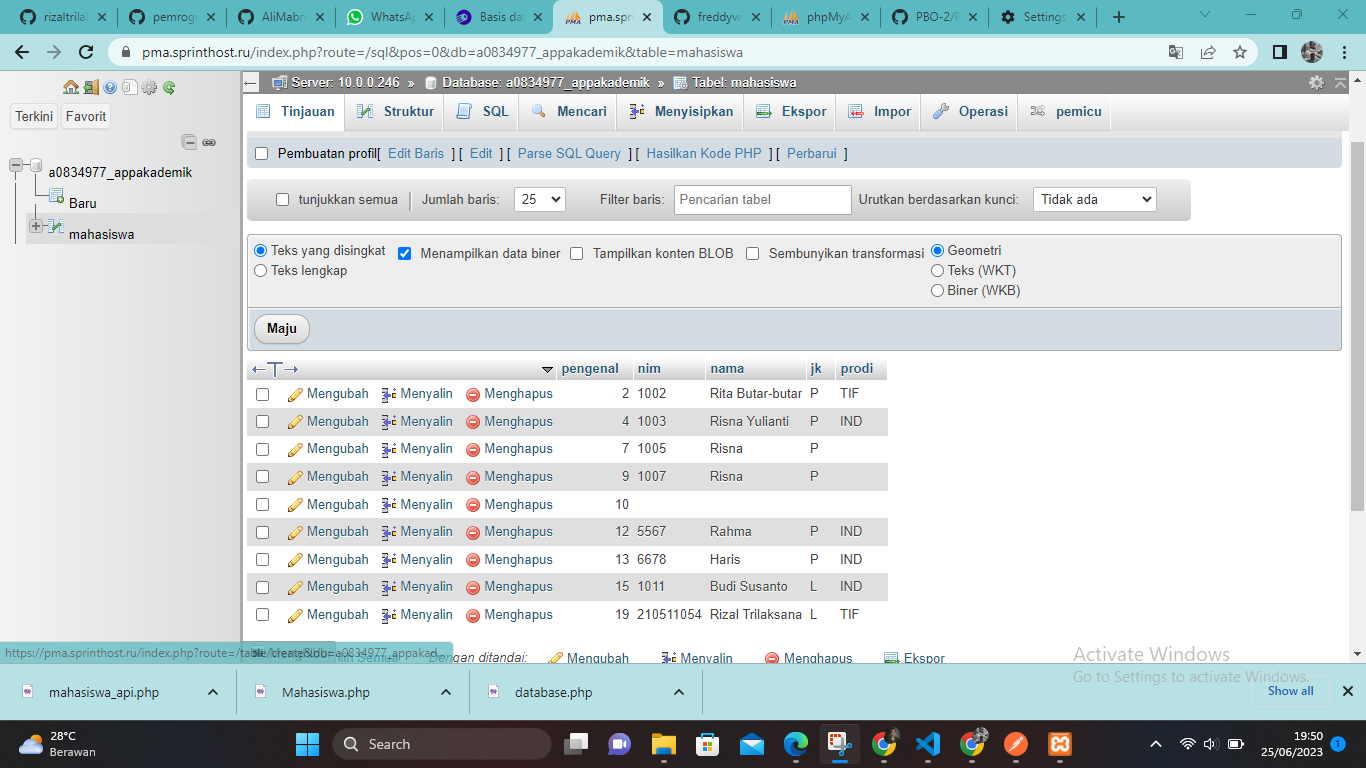 rizaltrila
pemrog
AliMabru
WhatsA
Basis da
pma.spri
freddyw
phpMyA
PBO-2/F
Settings
pma.sprinthost.ru/index.php?route=/sql&pos=0&db=a0834977_appakademik&table=mahasiswa
Server: 10.0.0.246 » Database: a0834977_appakademik » Tabel: mahasiswa
Terkini Favorit
a0834977_appakademik
Baru
mahasiswa
Tinjauan Struktur SQL Mencari Menyisipkan Ekspor Impor Operasi pemicu
Pembuatan profil[ Edit Baris ] [ Edit ] [ Parse SQL Query ] [ Hasilkan Kode PHP ] [ Perbarui ]
tunjukkan semua Jumlah baris: 25 Filter baris: Pencarian tabel Urutkan berdasarkan kunci: Tidak ada
Teks yang disingkat Menampilkan data biner Tampilkan konten BLOB Sembunyikan transformasi Geometri
Teks lengkap Teks (WKT)
Biner (WKB)
Maju
←T→ pengenal nim nama jk prodi
Mengubah Menyalin Menghapus 2 1002 Rita Butar-butar P TIF
Mengubah Menyalin Menghapus 4 1003 Risna Yulianti P IND
Mengubah Menyalin Menghapus 7 1005 Risna P
Mengubah Menyalin Menghapus 9 1007 Risna P
Mengubah Menyalin Menghapus 10
Mengubah Menyalin Menghapus 12 5567 Rahma P IND
Mengubah Menyalin Menghapus 13 6678 Haris P IND
Mengubah Menyalin Menghapus 15 1011 Budi Susanto L IND
Mengubah Menyalin Menghapus 19 210511054 Rizal Trilaksana L TIF
https://pma.sprinthost.ru/index.php?route=/table/create&db=a0834977_appakad...
Dengan ditandai: Mengubah Menyalin Menghapus Ekspor
Activate Windows
Go to Settings to activate Windows.
mahasiswa_api.php Mahasiswa.php database.php Show all
28°C
Berawan
Search
19:50
25/06/2023
1